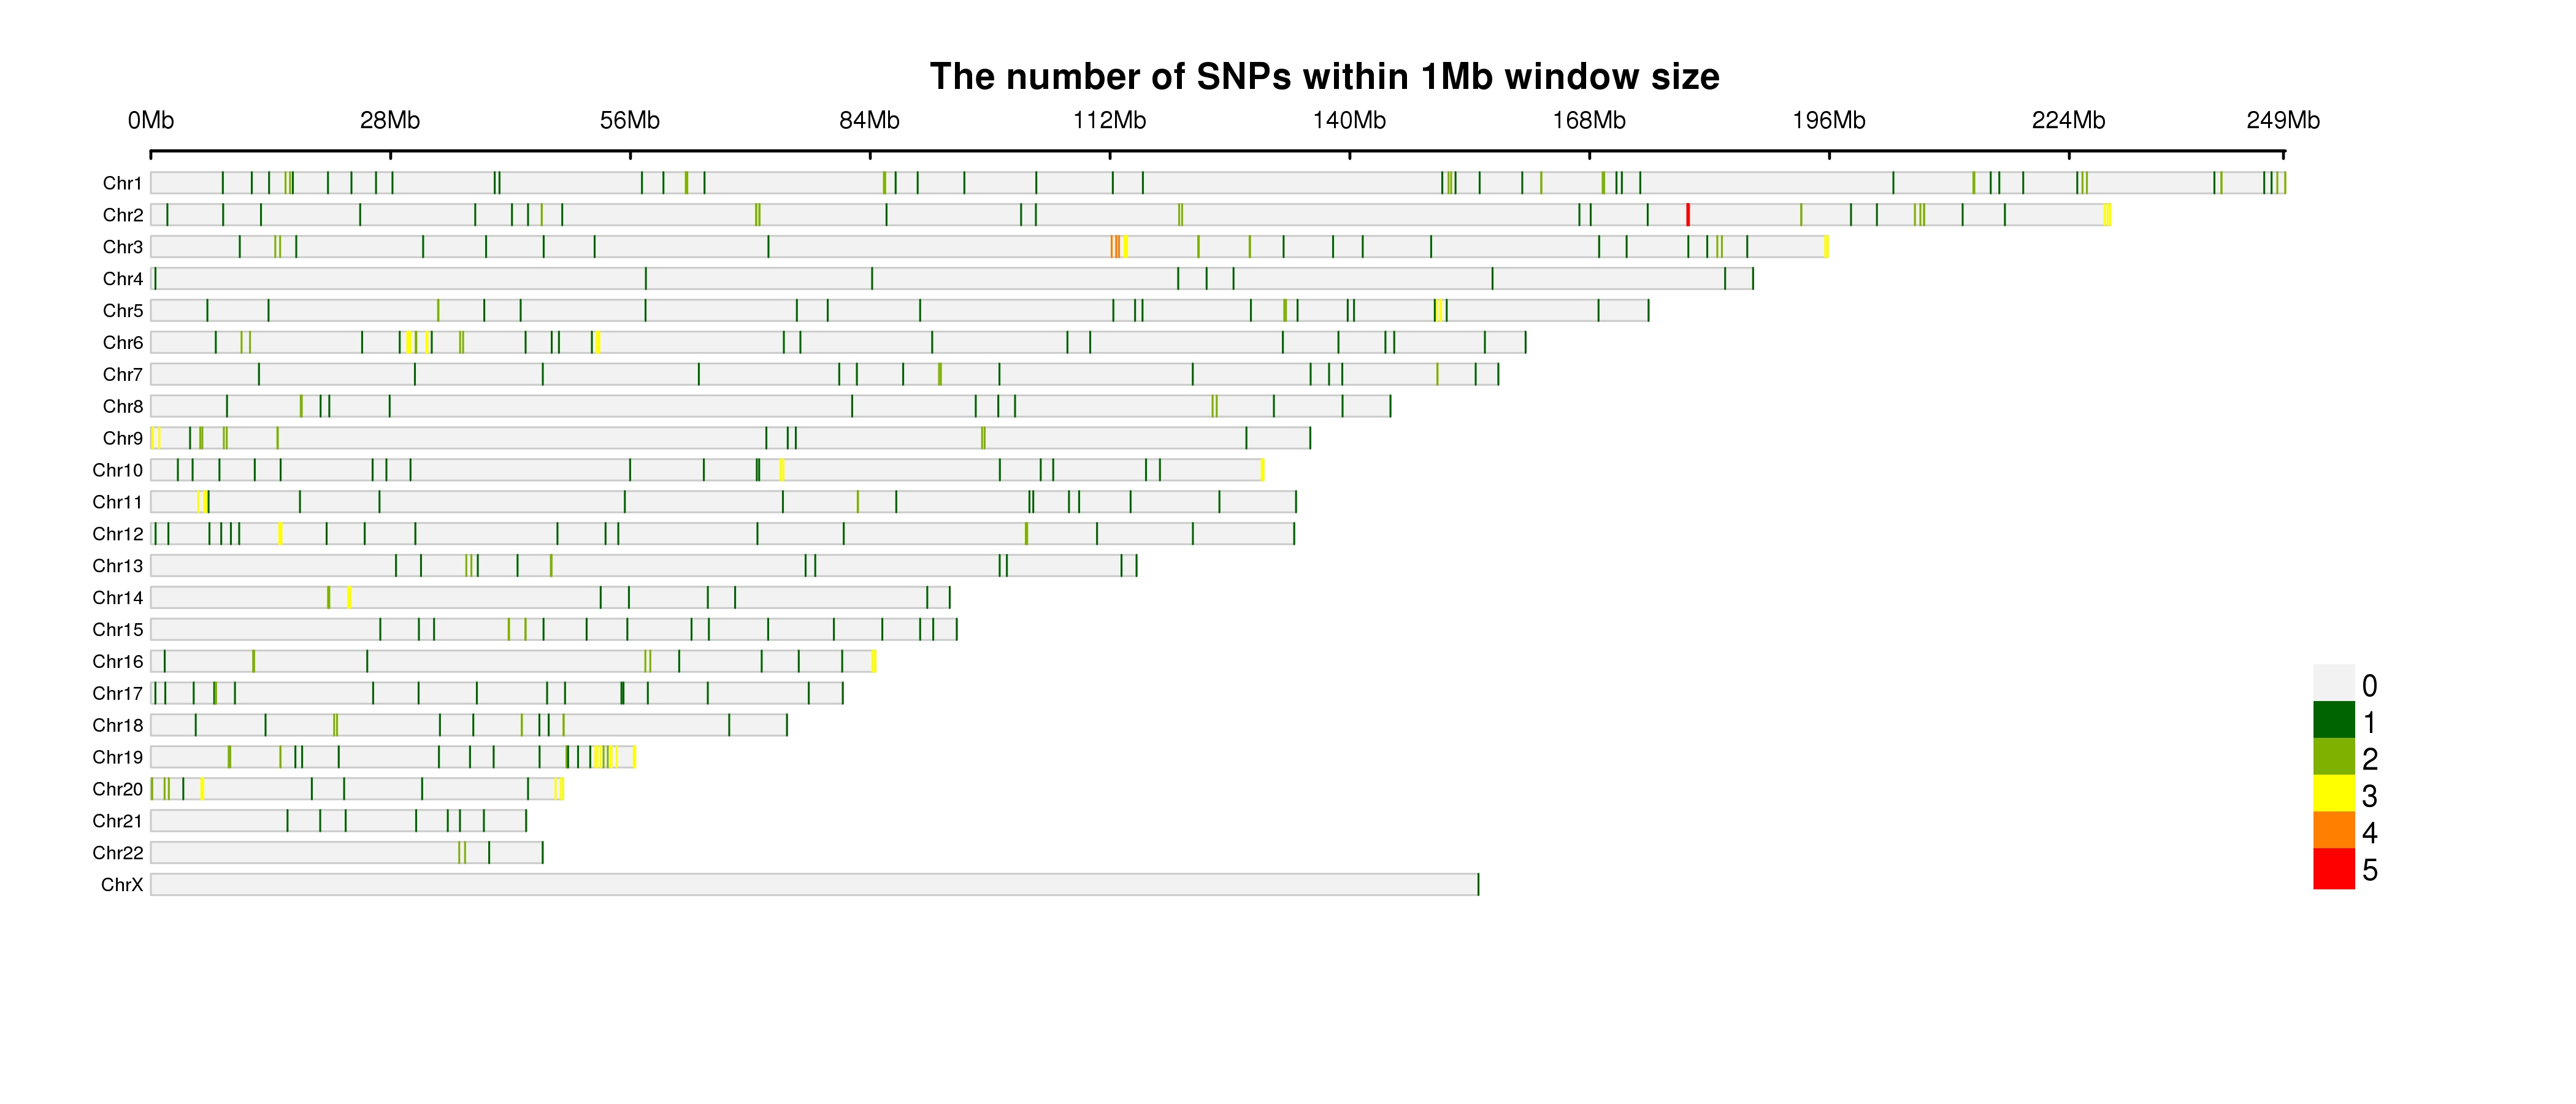 The number of SNPs within 1Mb window size
0Mb 28Mb 56Mb 84Mb 112Mb 140Mb 168Mb 196Mb 224Mb 249Mb
Chr1
Chr2
Chr3
Chr4
Chr5
Chr6
Chr7
Chr8
Chr9
Chr10
Chr11
Chr12
Chr13
Chr14
Chr15
Chr16
Chr17
Chr18
Chr19
Chr20
Chr21
Chr22
ChrX
0
1
2
3
4
5